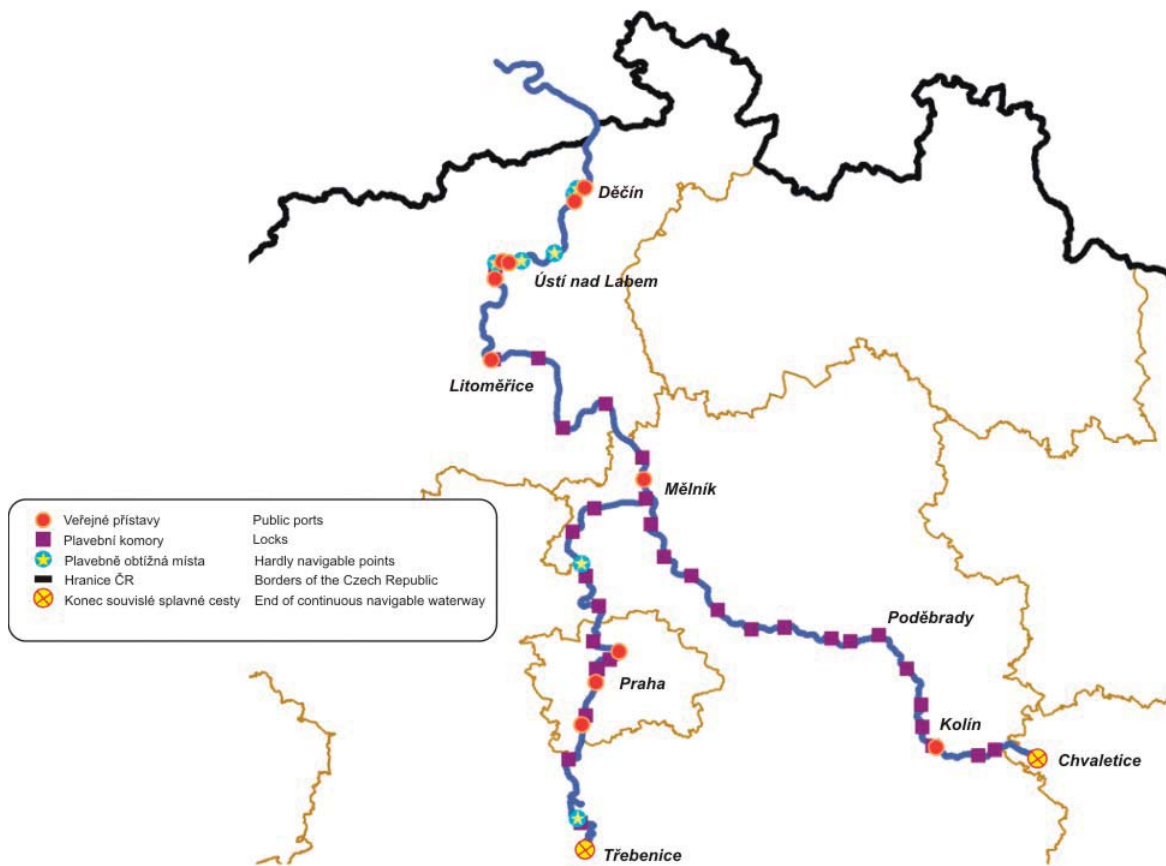 Děčín
Ústí nad Labem
Litoměřice
Mělník
Veřejné přístavy Public ports
Plavební komory Locks
Plavebně obtížná místa Hardly navigable points
Hranice ČR Borders of the Czech Republic
Konec souvislé splavné cesty End of continuous navigable waterway
Poděbrady
Praha
Kolín
Chvaletice
Třebenice